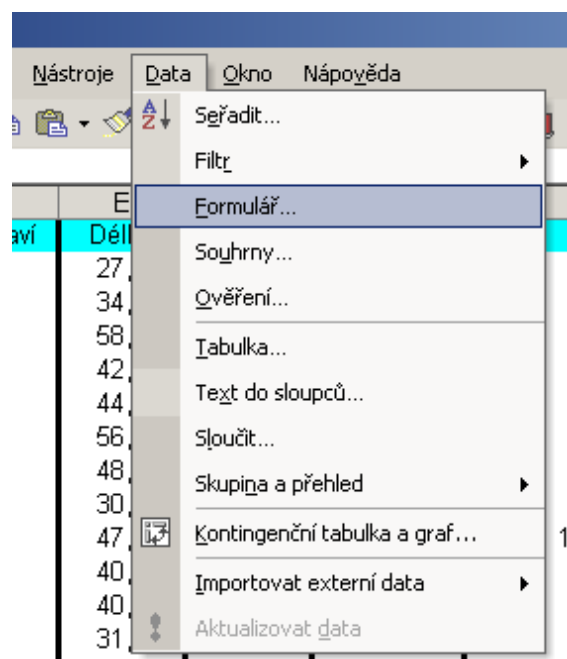 Nástroje Data Okno Nápověda
Seřadit...
Filtr
E
Formulář...
aví Dél
Souhrny...
27,
Ověření...
34,
58,
Tabulka...
42,
Text do sloupců...
44,
56,
Sloučit...
48,
Skupina a přehled
30,
Kontingenční tabulka a graf...
47, 1
40,
Importovat externí data
40,
Aktualizovat data
31,